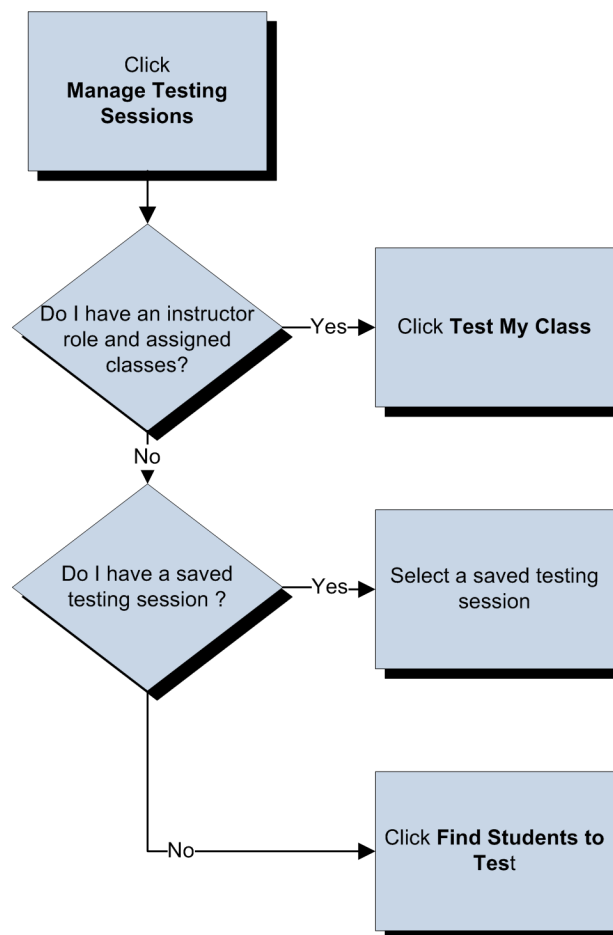 Click
Manage Testing
Sessions
Do I have an instructor
role and assigned
classes?
Yes
Click Test My Class
No
Do I have a saved
testing session ?
Yes
Select a saved testing
session
No
Click Find Students to
Test